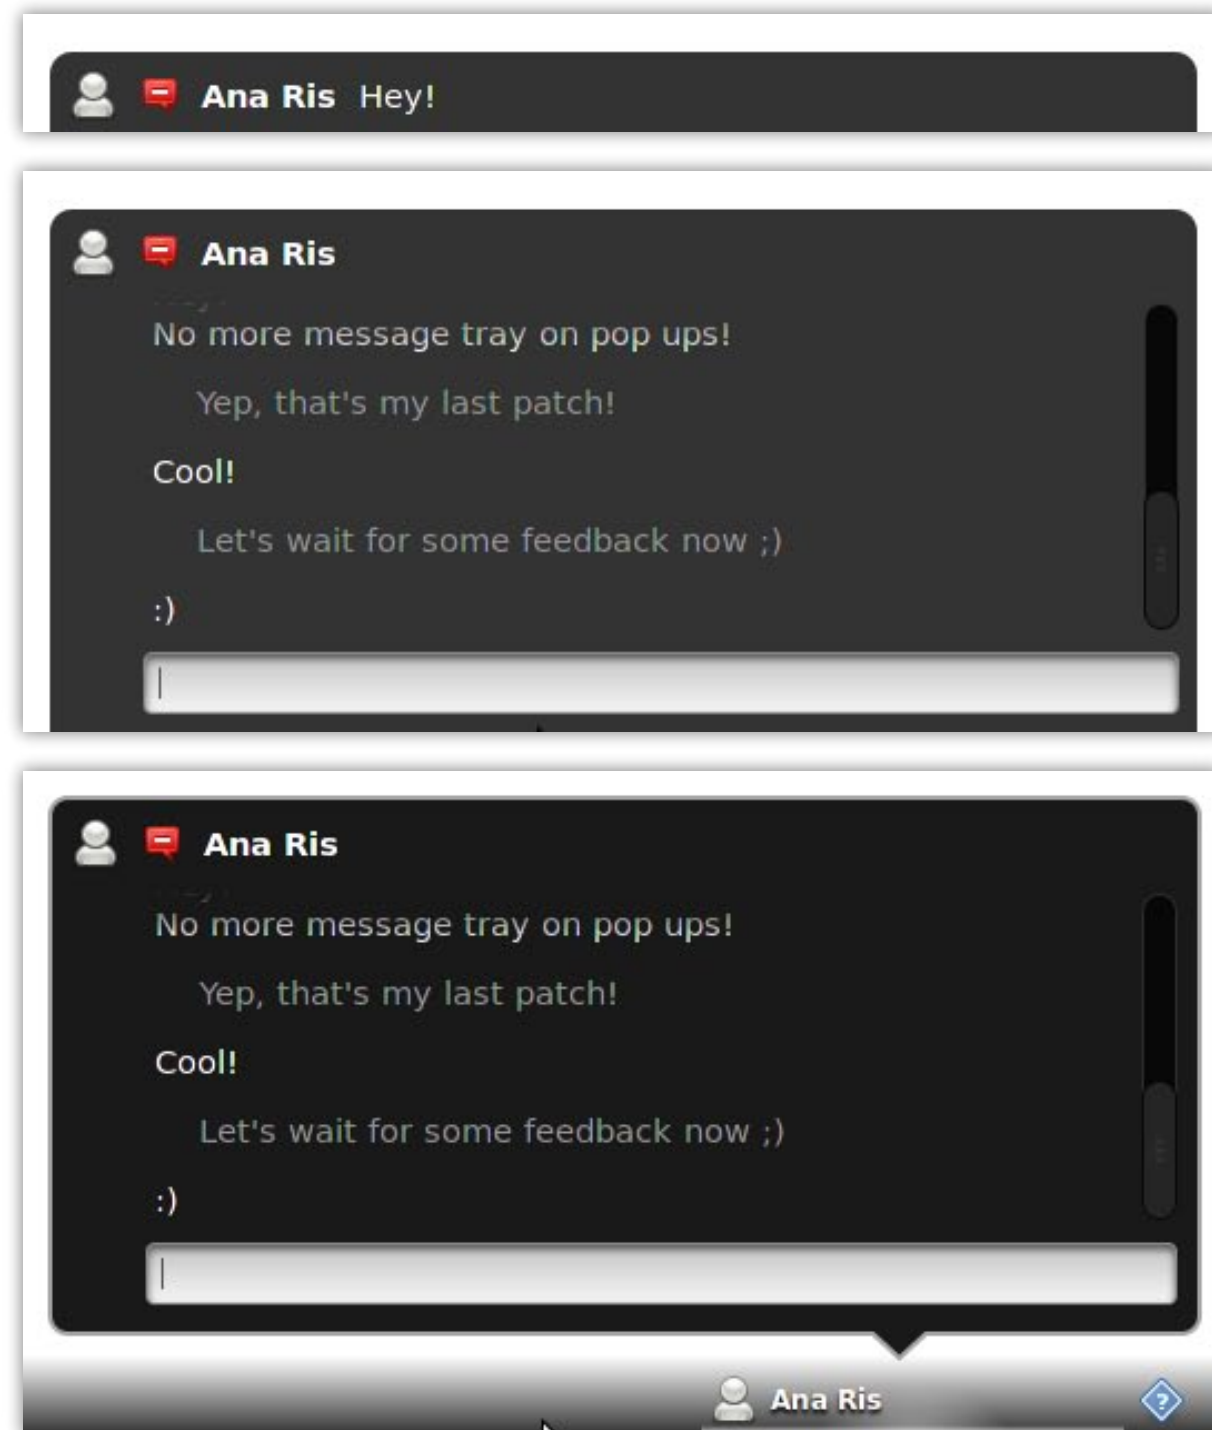 Ana Ris Hey!
Ana Ris
No more message tray on pop ups!
Yep, that's my last patch!
Cool!
Let's wait for some feedback now ;)
:)
Ana Ris
No more message tray on pop ups!
Yep, that's my last patch!
Cool!
Let's wait for some feedback now ;)
:)
Ana Ris
?